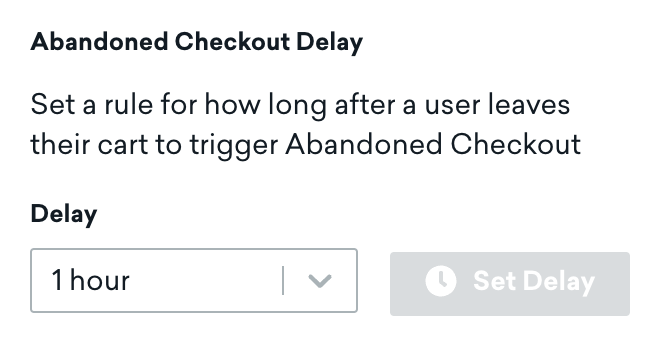 Abandoned Checkout Delay
Set a rule for how long after a user leaves
their cart to trigger Abandoned Checkout
Delay
1 hour
Set Delay